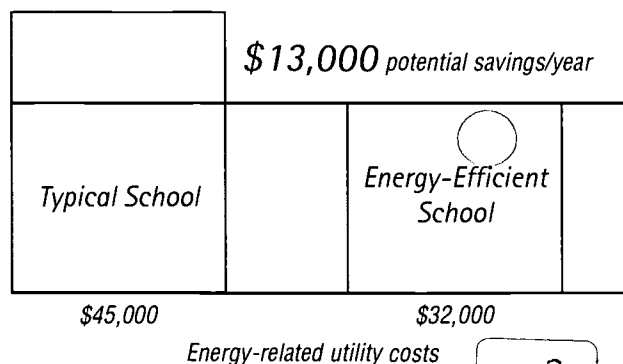 $13,000 potential savings/year
Typical School
Energy-Efficient
School
$45,000
$32,000
Energy-related utility costs